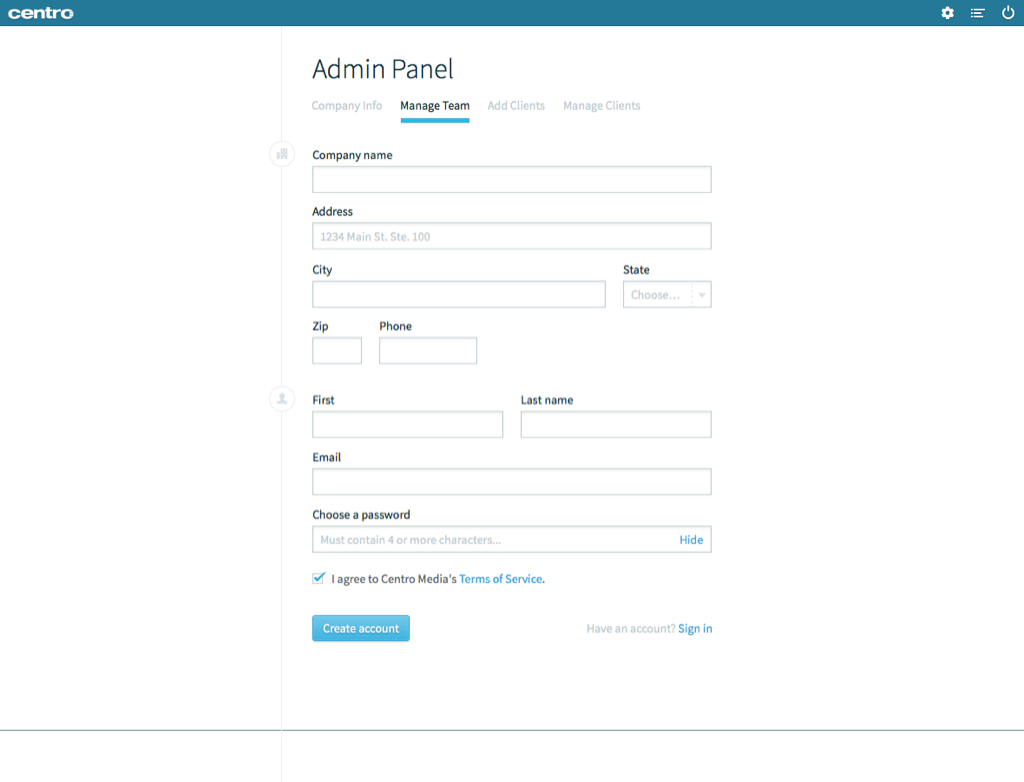 centro
Admin Panel
Company Info Manage Team Add Clients Manage Clients
Company name
Address
1234 Main St. Ste. 100
City State
Choose...
Zip Phone
First Last name
Email
Choose a password
Must contain 4 or more characters... Hide
I agree to Centro Media's Terms of Service.
Create account Have an account? Sign in